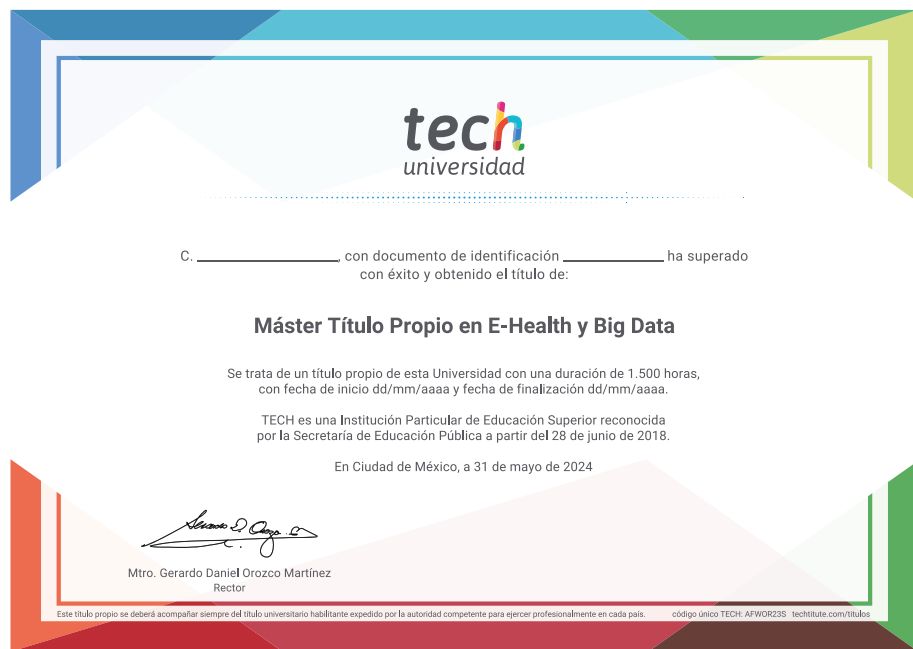 tech
universidad
C. ___________________, con documento de identificación ______________ ha superado
con éxito y obtenido el título de:
Máster Título Propio en E-Health y Big Data
Se trata de un título propio de esta Universidad con una duración de 1.500 horas,
con fecha de inicio dd/mm/aaaa y fecha de finalización dd/mm/aaaa.
TECH es una Institución Particular de Educación Superior reconocida
por la Secretaría de Educación Pública a partir del 28 de junio de 2018.
En Ciudad de México, a 31 de mayo de 2024
Mtro. Gerardo Daniel Orozco Martínez
Rector
Este título propio se deberá acompañar siempre del título universitario habilitante expedido por la autoridad competente para ejercer profesionalmente en cada país. código único TECH: AFWOR23S techtitute.com/titulos